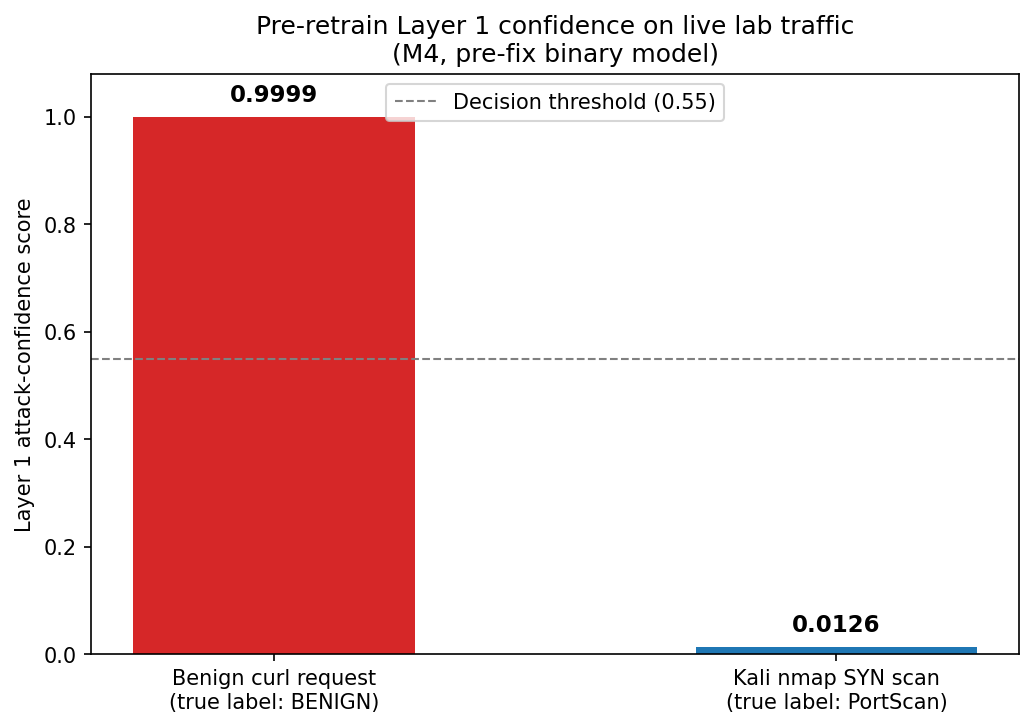 Pre-retrain Layer 1 confidence on live lab traffic
(M4, pre-fix binary model)
0.9999
Decision threshold (0.55)
1.0
0.8
0.6
0.4
0.2
0.0
Layer 1 attack-confidence score
0.0126
Benign curl request
(true label: BENIGN)
Kali nmap SYN scan
(true label: PortScan)